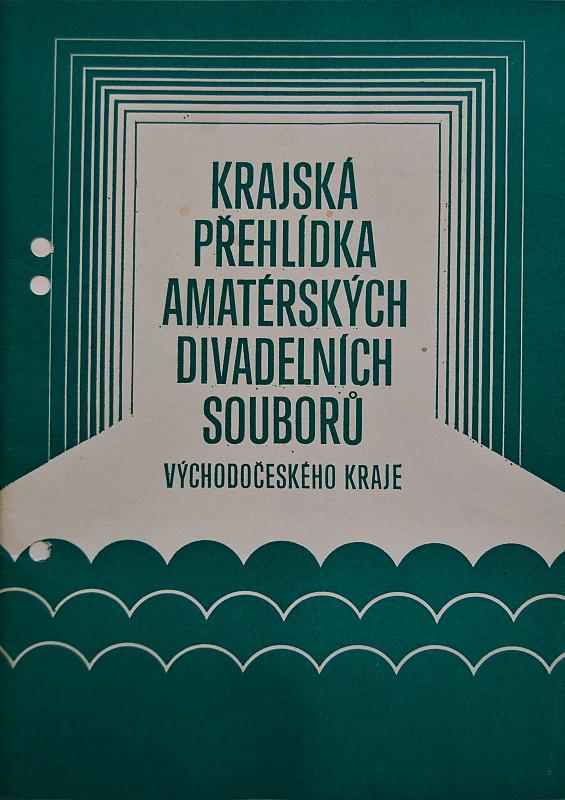 KRAJSKÁ
PŘEHLÍDKA
AMATÉRSKÝCH
DIVADELNÍCH
SOUBORŮ
VÝCHODOČESKÉHO KRAJE